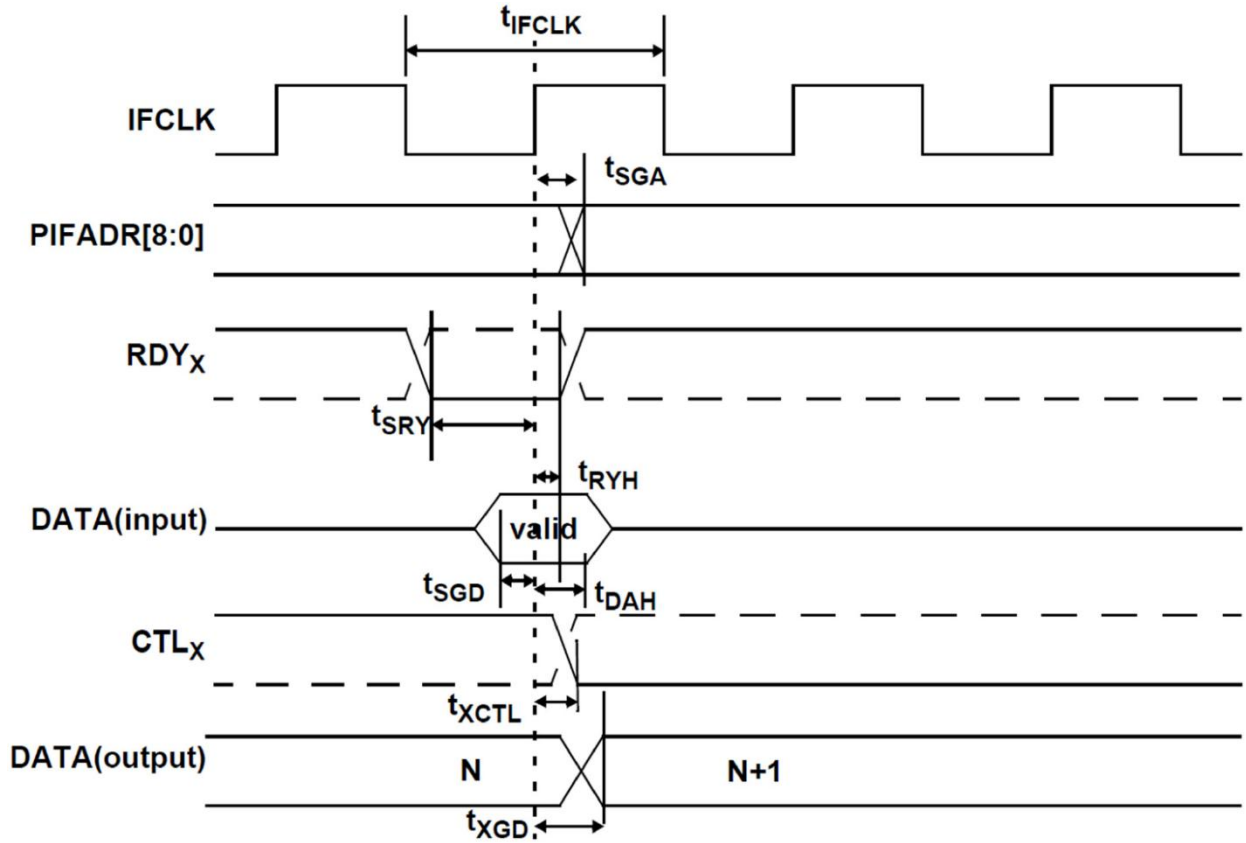 tIFCLK
IFCLK
tSGA
PIFADR[8:0]
RDYX
tSRY
tRYH
DATA(input)
valid
tSGD
tDAH
CTLX
tXCTL
DATA(output)
N
N+1
tXGD